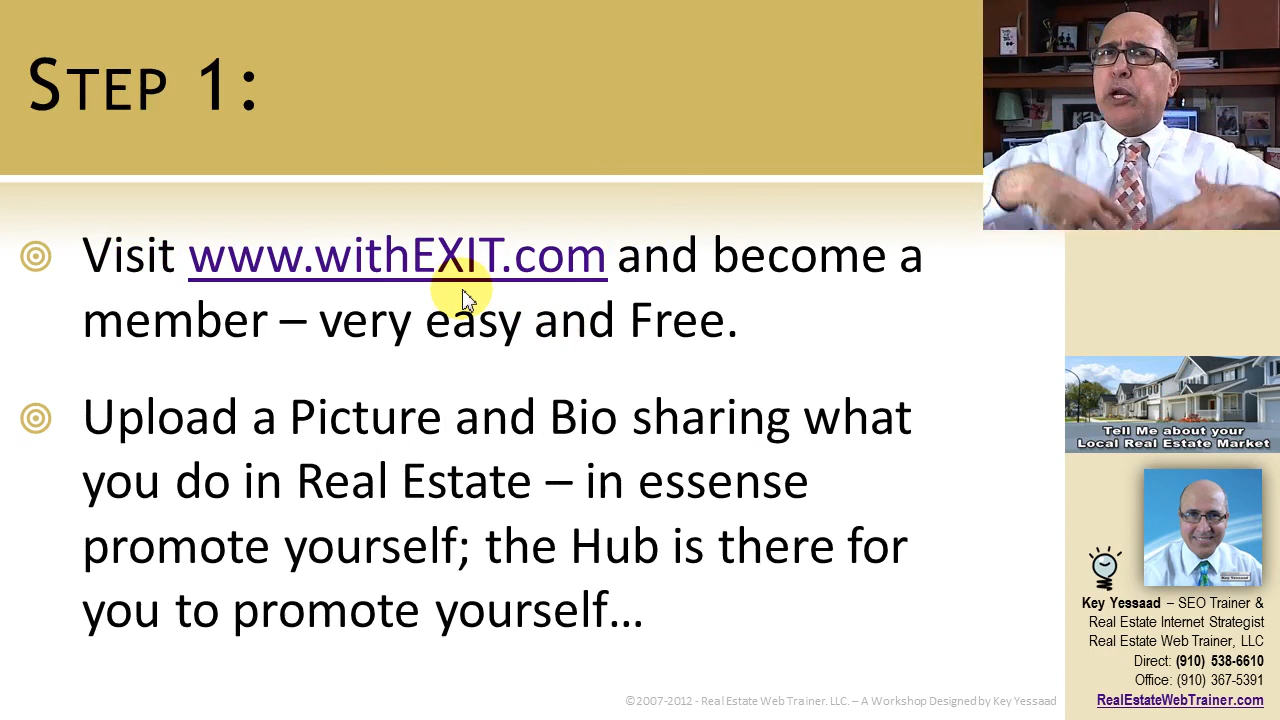 Step 1:
Visit www.withEXIT.com and become a
member – very easy and Free.
Upload a Picture and Bio sharing what
you do in Real Estate – in essense
promote yourself; the Hub is there for
you to promote yourself…
Tell Me about your
Local Real Estate Market
Key Yessaad – SEO Trainer &
Real Estate Internet Strategist
Real Estate Web Trainer, LLC
Direct: (910) 538-6610
Office: (910) 367-5391
RealEstateWebTrainer.com
©2007-2012 - Real Estate Web Trainer. LLC. – A Workshop Designed by Key Yessaad